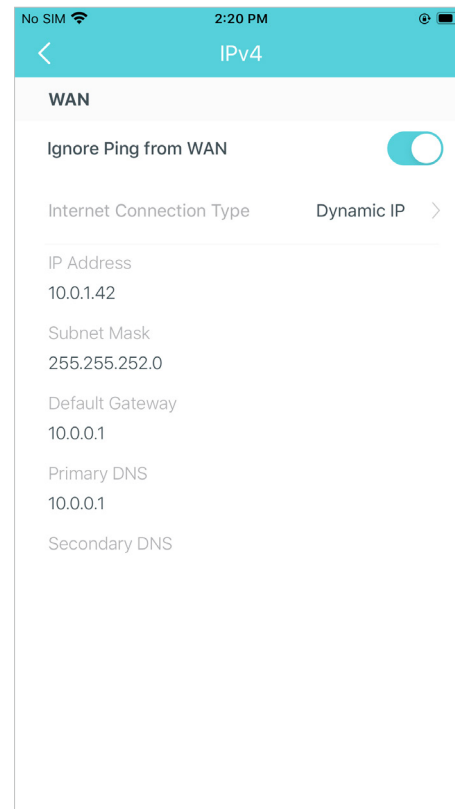 No SIM 2:20 PM
IPv4
WAN
Ignore Ping from WAN
Internet Connection Type Dynamic IP
IP Address
10.0.1.42
Subnet Mask
255.255.252.0
Default Gateway
10.0.0.1
Primary DNS
10.0.0.1
Secondary DNS